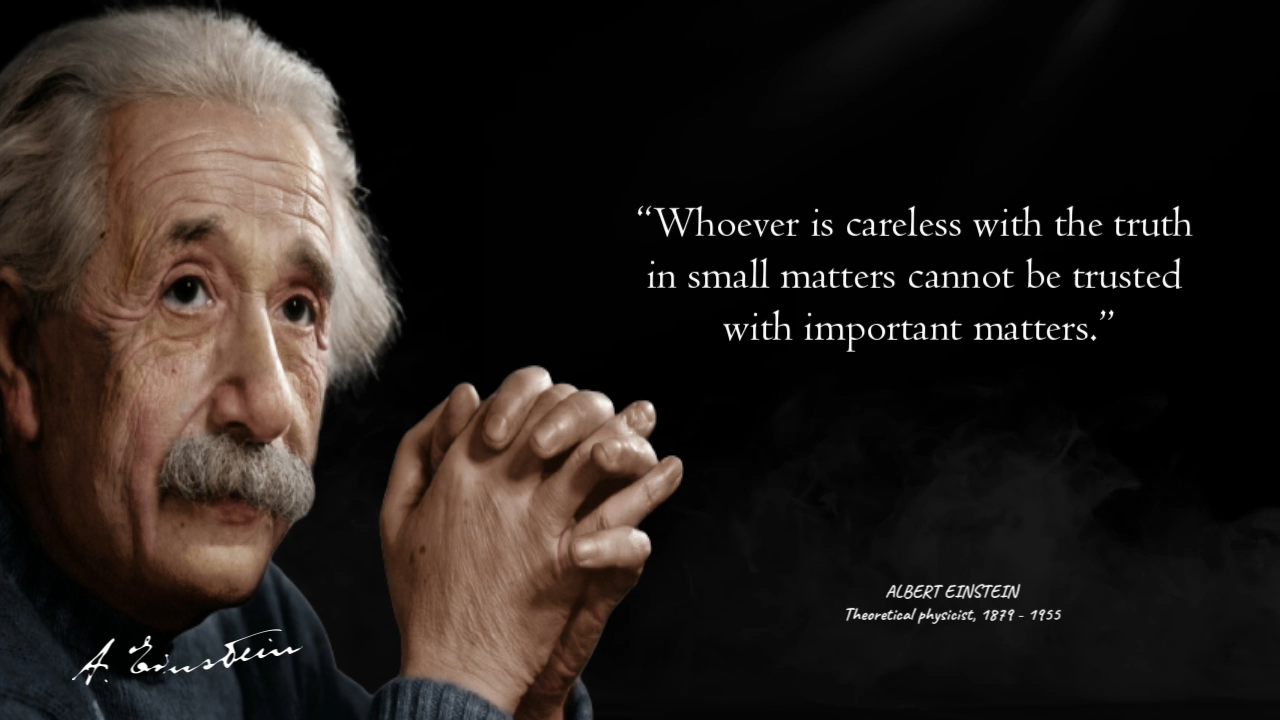 “Whoever is careless with the truth
in small matters cannot be trusted
with important matters.”
ALBERT EINSTEIN
Theoretical physicist, 1879 - 1955
A. Einstein